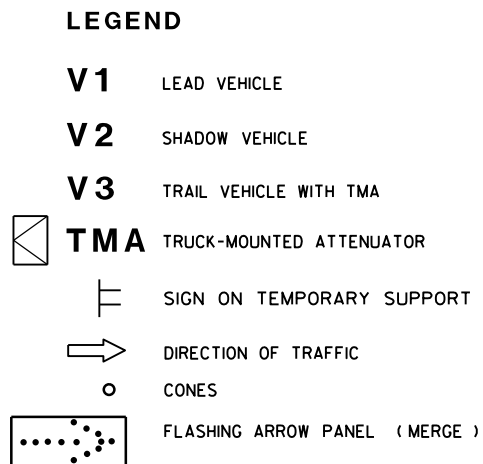 LEGEND
V1 LEAD VEHICLE
V2 SHADOW VEHICLE
V3 TRAIL VEHICLE WITH TMA
TMA TRUCK-MOUNTED ATTENUATOR
SIGN ON TEMPORARY SUPPORT
DIRECTION OF TRAFFIC
CONES
FLASHING ARROW PANEL (MERGE)